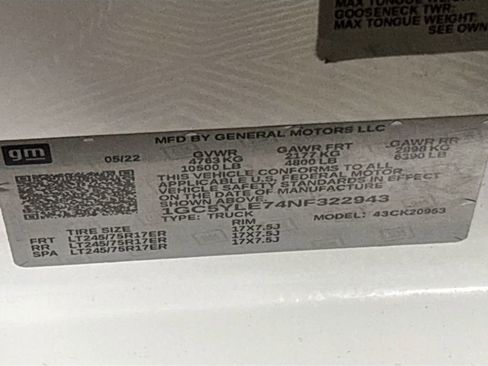 MAX TONGUE WEIGHT:
GOOSENECK TWR:
MAX TONGUE WEIGHT:
SEE OWN
gm
MFD BY GENERAL MOTORS LLC
05/22 GVWR GAWR FRT GAWR RR
4763 KG 2177 KG 2898 KG
10500 LB 4800 LB 6390 LB
THIS VEHICLE CONFORMS TO ALL
APPLICABLE U.S. FEDERAL MOTOR
VEHICLE SAFETY STANDARDS IN EFFECT
ON THE DATE OF MANUFACTURE
SHOWN ABOVE.
1GC5YLE74NF322943
TYPE: TRUCK MODEL: 43CK20953
TIRE SIZE RIM
FRT LT245/75R17ER 17X7.5J
RR LT245/75R17ER 17X7.5J
SPA LT245/75R17ER 17X7.5J